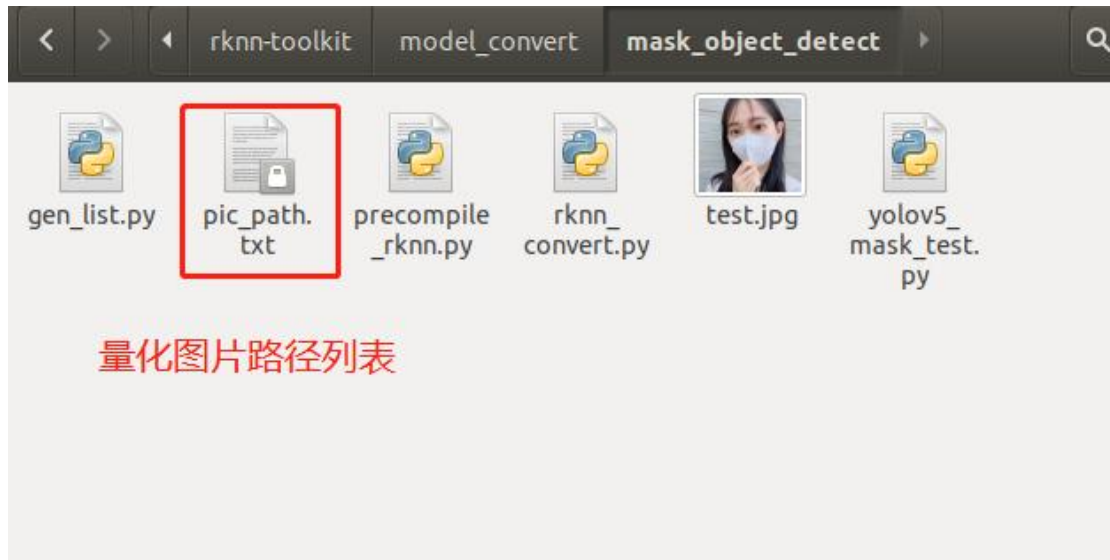 rknn-toolkit model_convert mask_object_detect
gen_list.py
pic_path.
txt
precompile
_rknn.py
rknn_
convert.py
test.jpg
yolov5_
mask_test.
py
量化图片路径列表